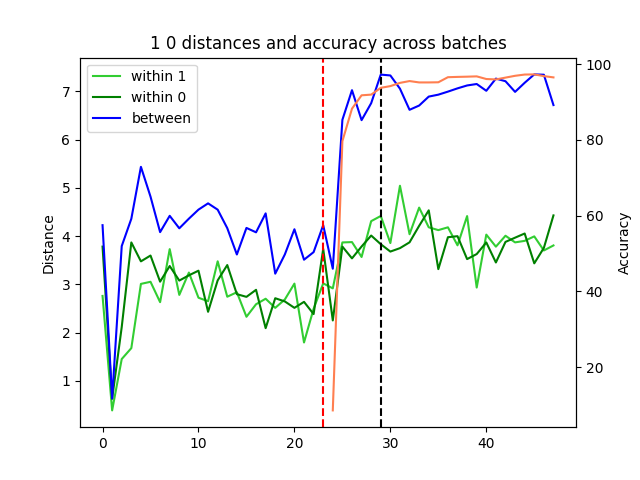 1 0 distances and accuracy across batches
within 1
within 0
between
Distance
7
6
5
4
3
2
1
100
80
60
40
20
Accuracy
0 10 20 30 40